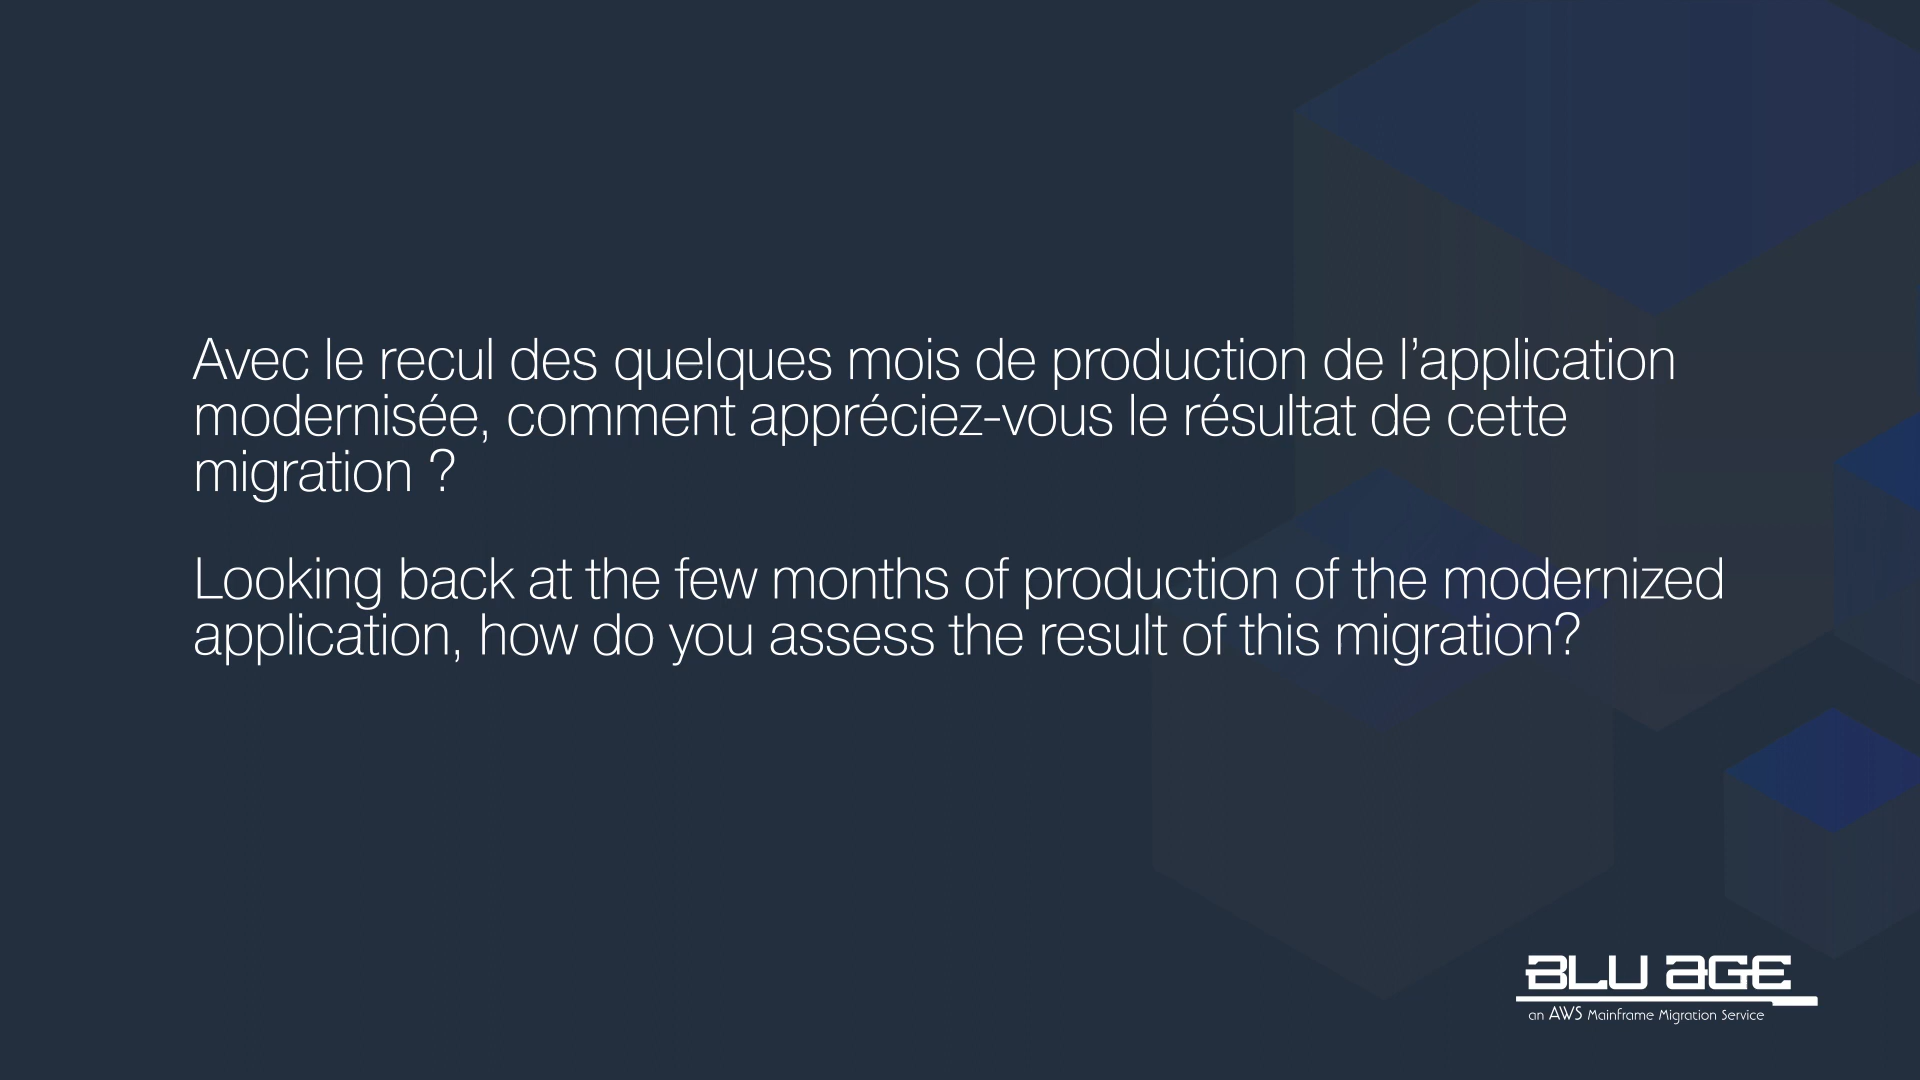 Avec le recul des quelques mois de production de l’application
modernisée, comment appréciez-vous le résultat de cette
migration ?
Looking back at the few months of production of the modernized
application, how do you assess the result of this migration?
BLU AGE
an AWS Mainframe Migration Service